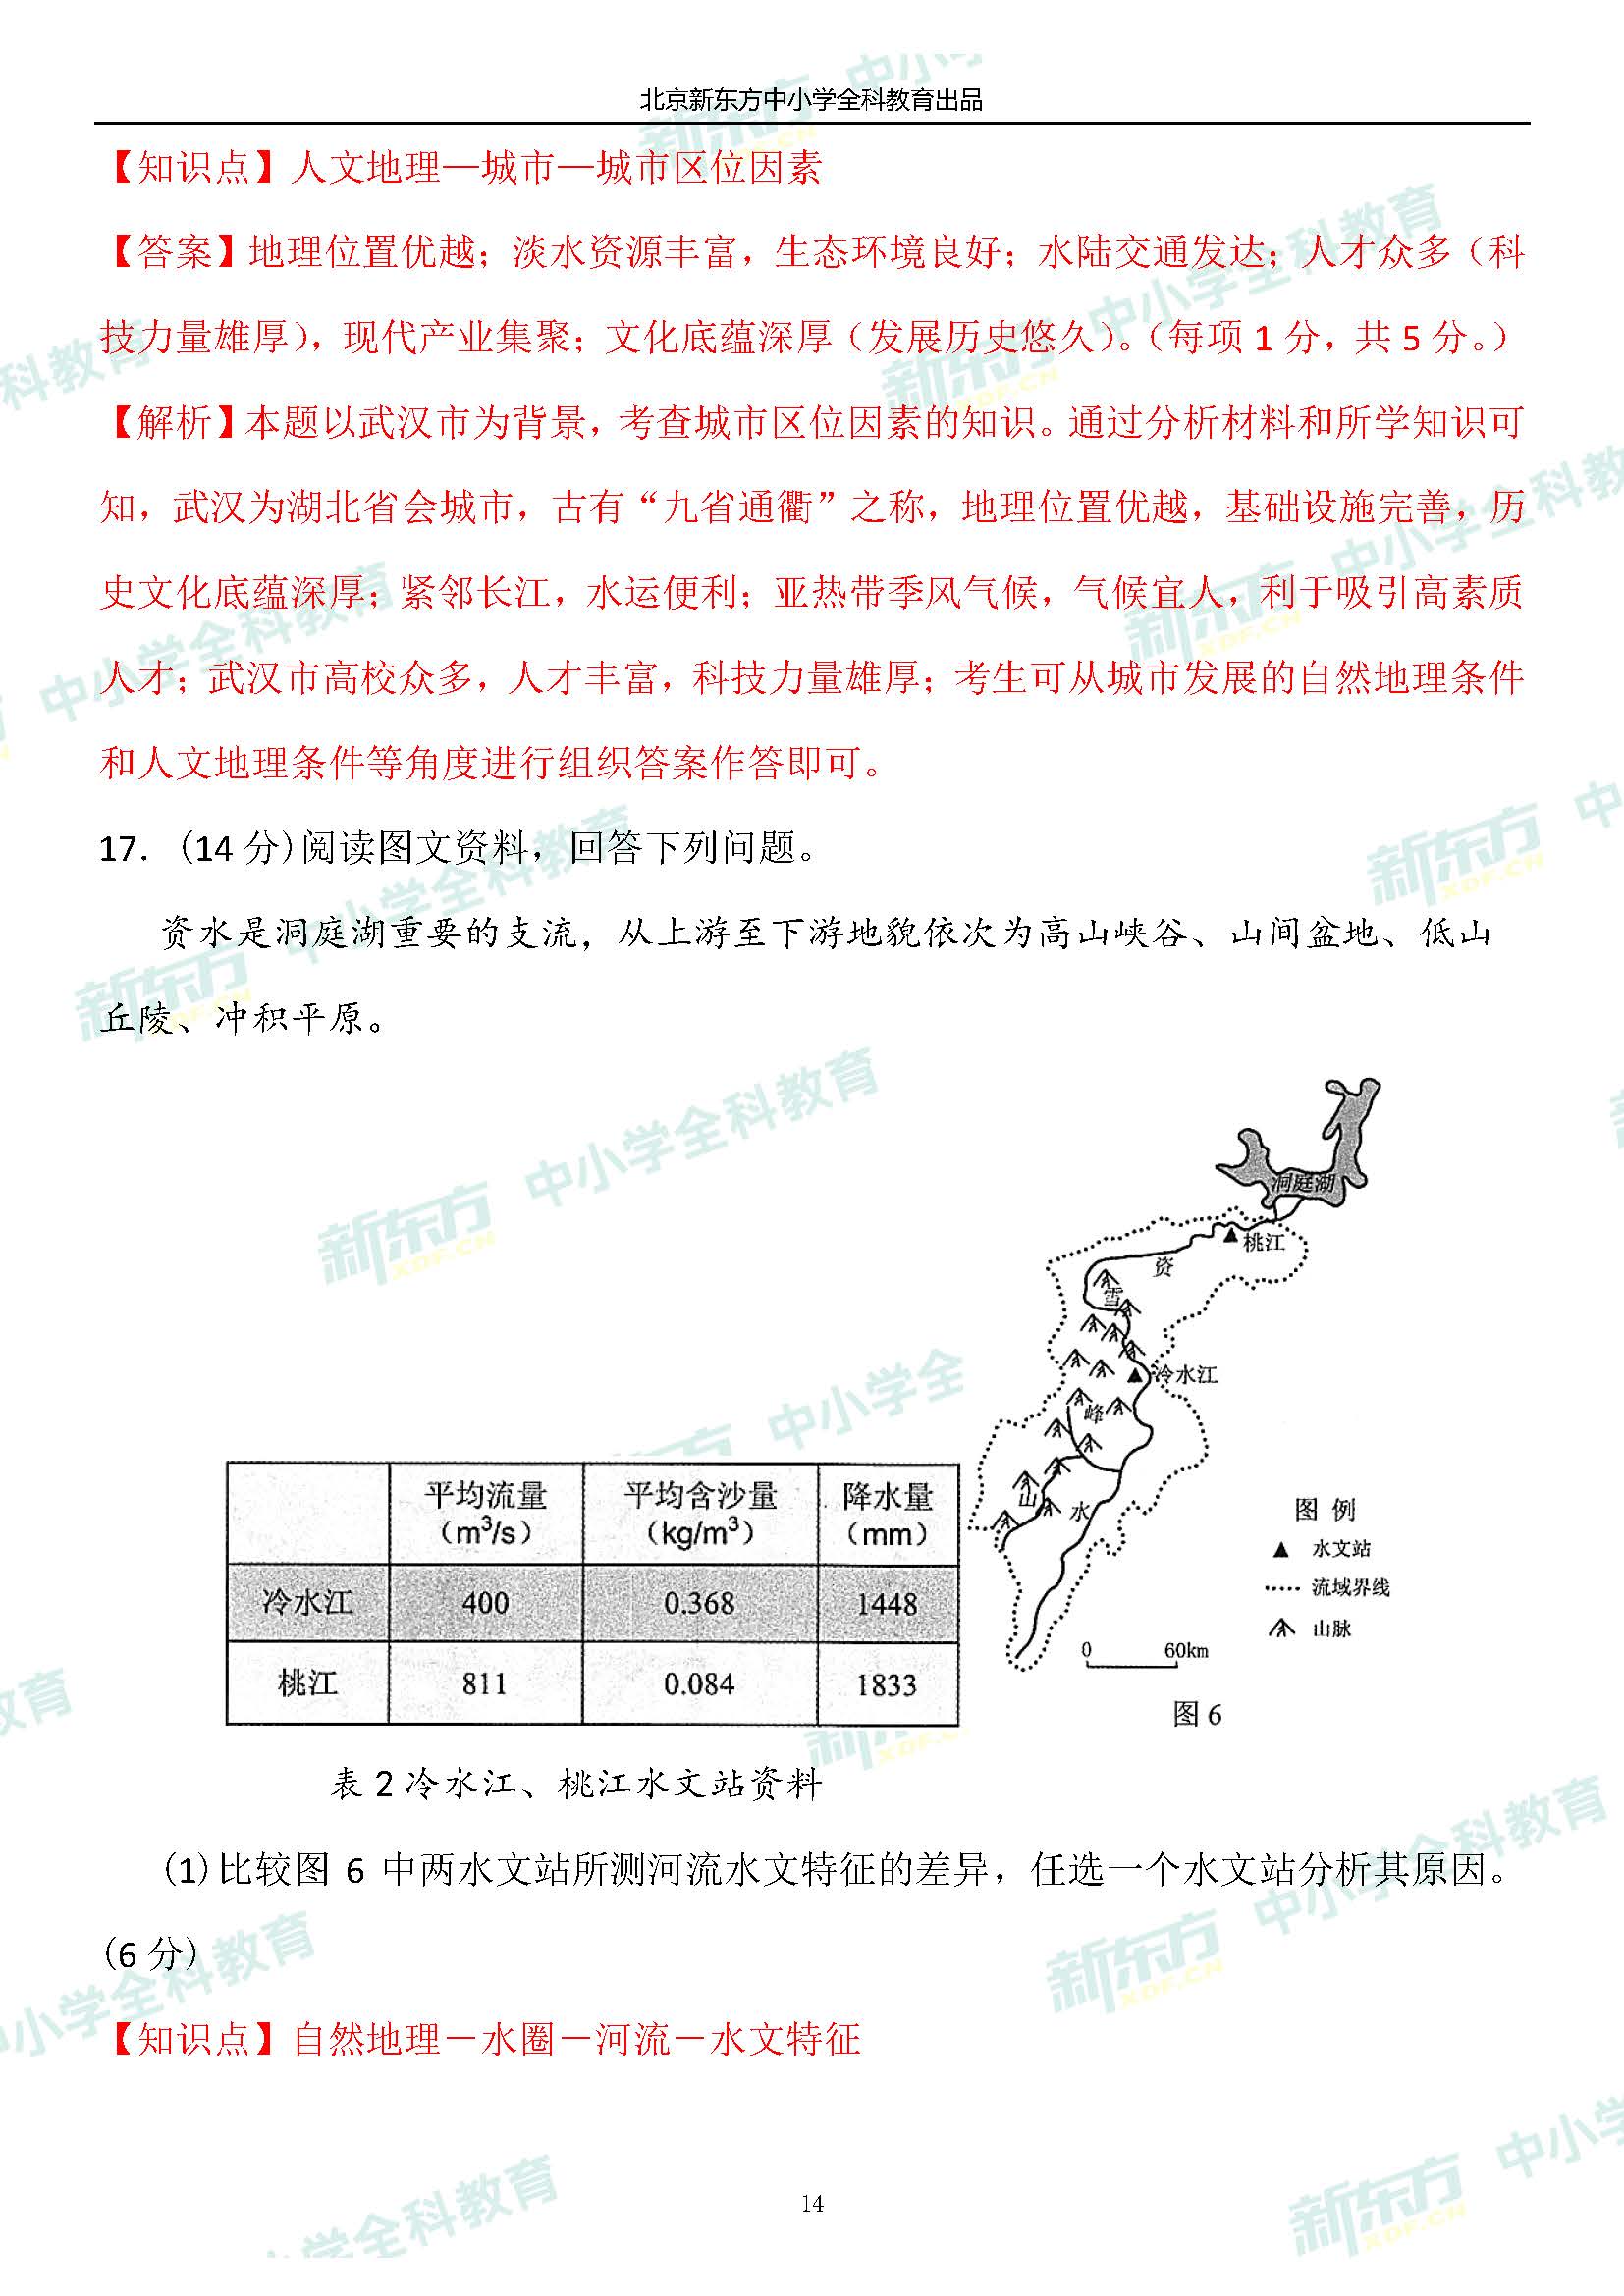 北京新东方中小学全科教育出品
【知识点】人文地理—城市—城市区位因素
【答案】地理位置优越；淡水资源丰富，生态环境良好；水陆交通发达；人才众多（科
技力量雄厚），现代产业集聚；文化底蕴深厚（发展历史悠久）。（每项 1 分，共 5 分。）
【解析】本题以武汉市为背景，考查城市区位因素的知识。通过分析材料和所学知识可
知，武汉为湖北省会城市，古有“九省通衢”之称，地理位置优越，基础设施完善，历
史文化底蕴深厚；紧邻长江，水运便利；亚热带季风气候，气候宜人，利于吸引高素质
人才；武汉市高校众多，人才丰富，科技力量雄厚；考生可从城市发展的自然地理条件
和人文地理条件等角度进行组织答案作答即可。
17. （14 分）阅读图文资料，回答下列问题。
资水是洞庭湖重要的支流，从上游至下游地貌依次为高山峡谷、山间盆地、低山
丘陵、冲积平原。
洞庭湖
桃江
资
雪
冷水江
峰
山
水
图 例
水文站
流域界线
山脉
0 60km
图 6
平均流量（m³/s） 平均含沙量（kg/m³） 降水量（mm）
冷水江 400 0.368 1448
桃江 811 0.084 1833
表 2 冷水江、桃江水文站资料
（1）比较图 6 中两水文站所测河流水文特征的差异，任选一个水文站分析其原因。
（6 分）
【知识点】自然地理－水圈－河流－水文特征
14
新东方 XDF.CN 中小学全科教育